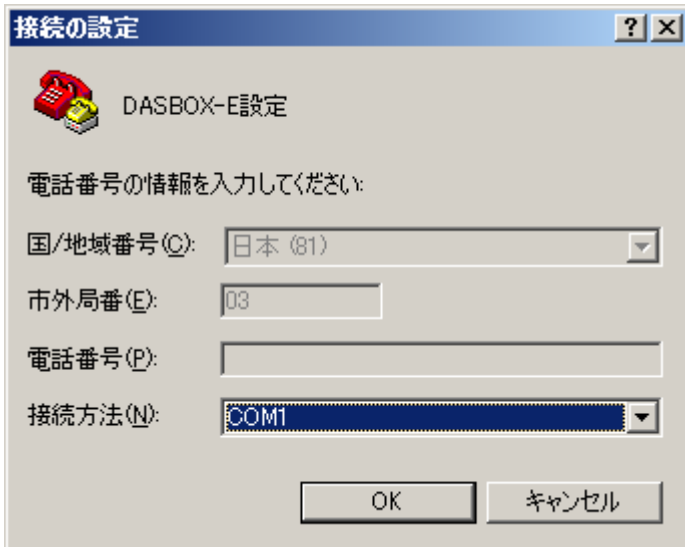 接続の設定
DASBOX-E設定
電話番号の情報を入力してください:
国/地域番号(C): 日本 (81)
市外局番(E): 03
電話番号(P):
接続方法(N): COM1
OK キャンセル